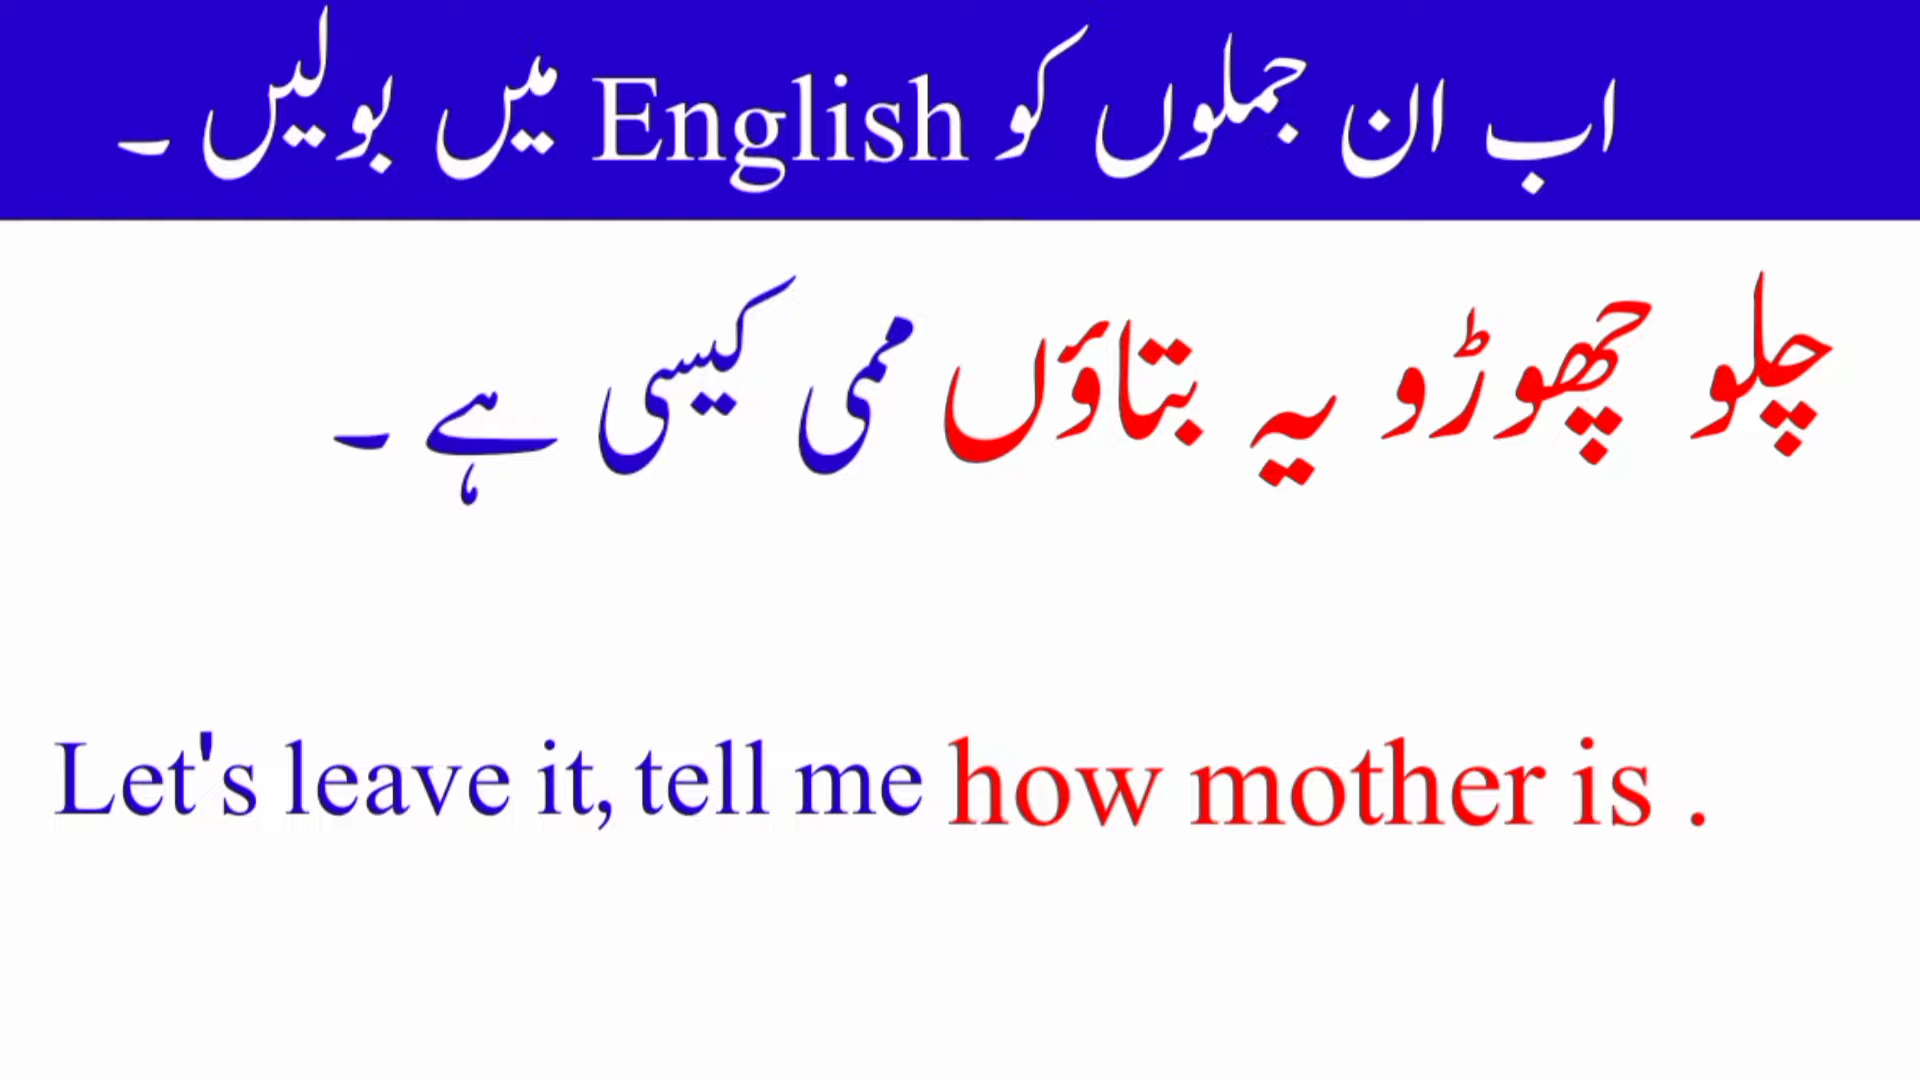 اب ان جملوں کو English میں بولیں ۔
چلو چھوڑو یہ بتاؤں ممی کیسی ہے ۔
Let's leave it, tell me how mother is .